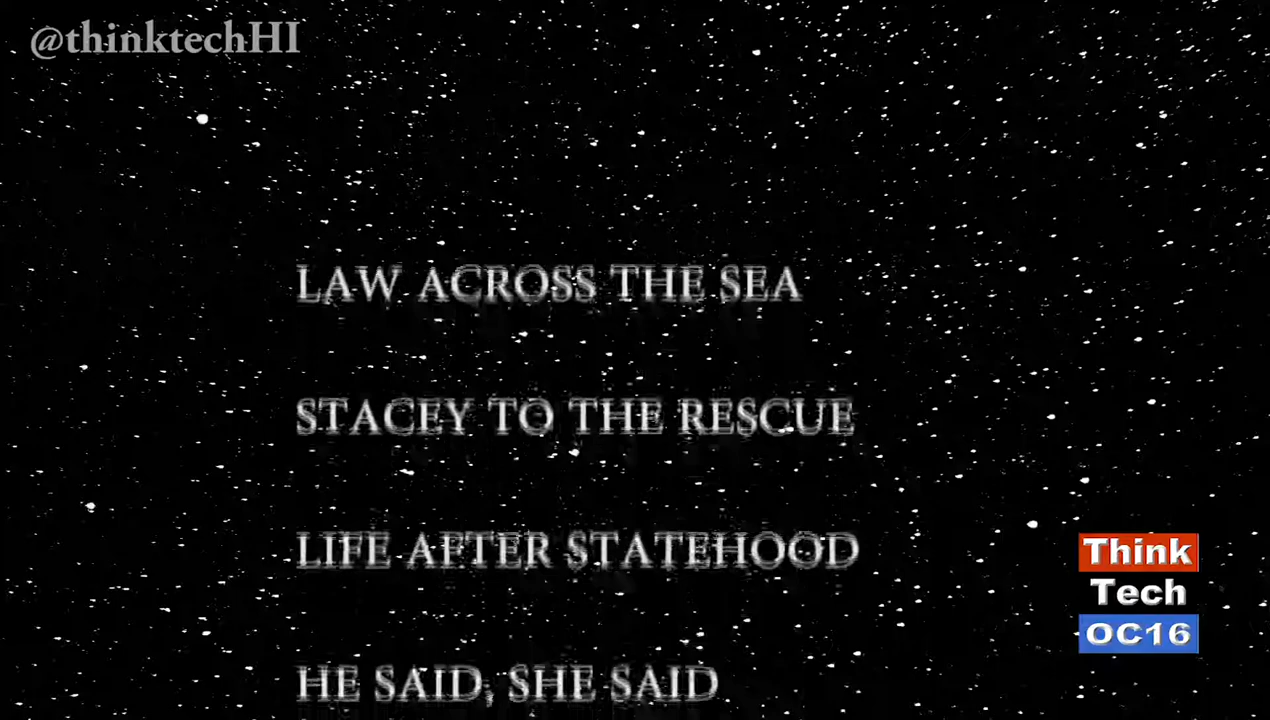 @thinktechHI
LAW ACROSS THE SEA
STACEY TO THE RESCUE
LIFE AFTER STATEHOOD
HE SAID, SHE SAID
Think
Tech
OC16